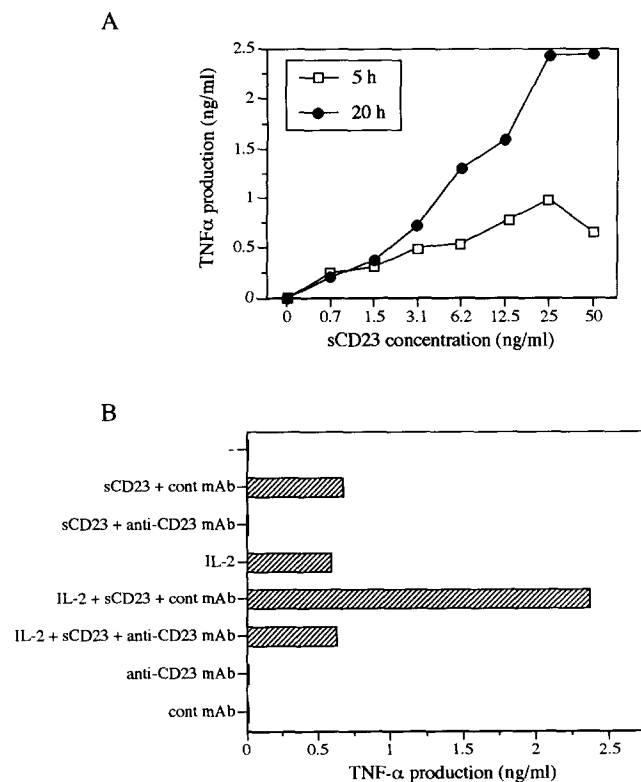 A
TNFα production (ng/ml)
2.5
2
1.5
1
0.5
0
5 h
20 h
0 0.7 1.5 3.1 6.2 12.5 25 50
sCD23 concentration (ng/ml)
B
-
sCD23 + cont mAb
sCD23 + anti-CD23 mAb
IL-2
IL-2 + sCD23 + cont mAb
IL-2 + sCD23 + anti-CD23 mAb
anti-CD23 mAb
cont mAb
0 0.5 1 1.5 2 2.5
TNF-α production (ng/ml)